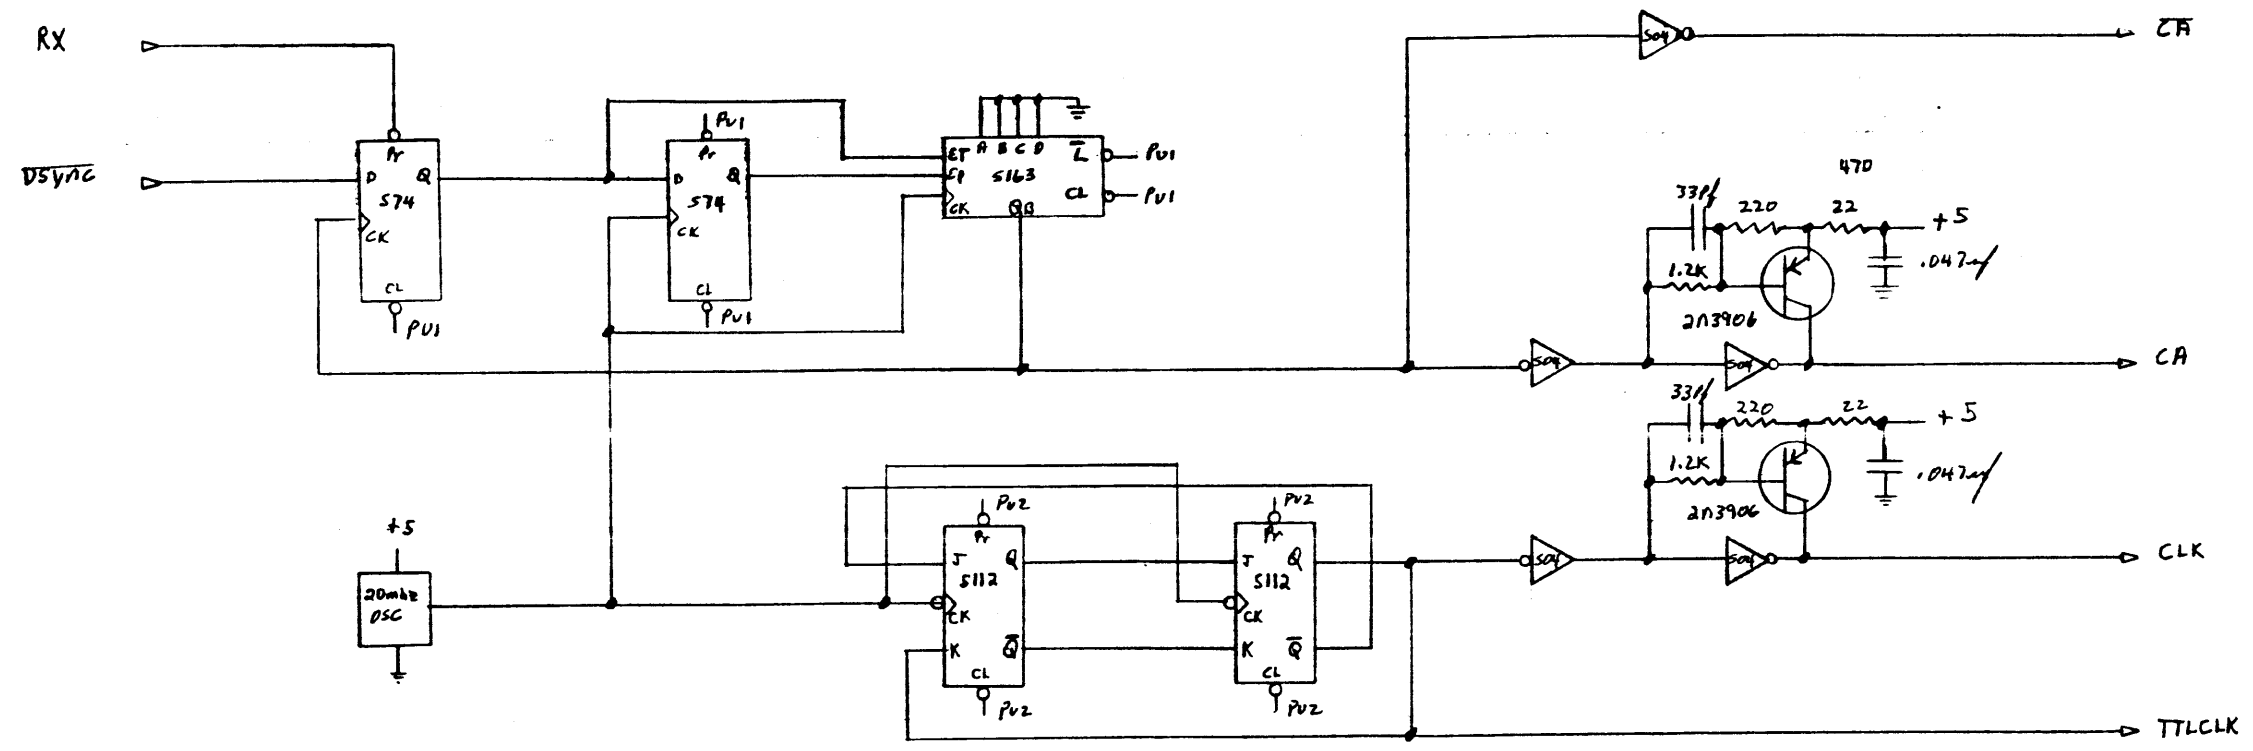 RX
DSync
Pr
D
Q
S74
CK
CL
PU1
PU1
Pr
D
Q
S74
CK
CL
PU1
A B C D
ET
EP
CK
S163
L
CL
QB
PU1
PU1
S04
CA
470
33Pf
220
22
+5
1.2K
.047uf
2N3906
S04
S04
CA
33Pf
220
22
+5
1.2K
.047uf
2N3906
S04
S04
CLK
+5
20mhz
OSC
PU2
Pr
J
Q
S112
CK
K
Q
CL
PU2
PU2
Pr
J
Q
S112
CK
K
Q
CL
PU2
TTLCLK